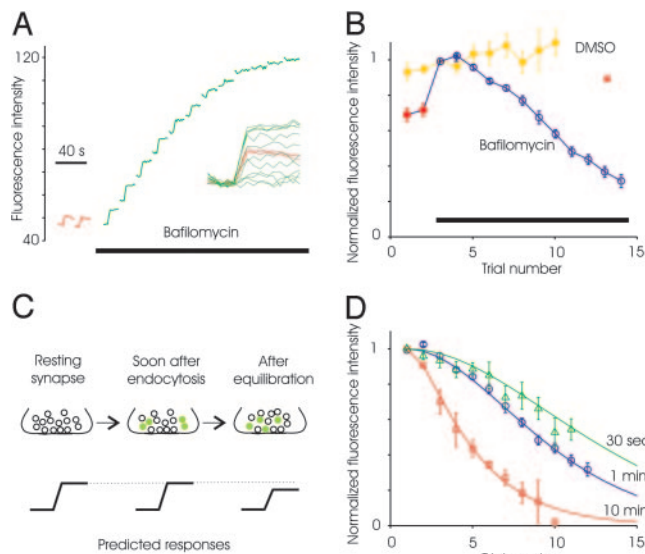 A
Fluorescence intensity
120
40 s
40
Bafilomycin
B
Normalized fluorescence intensity
1
0
DMSO
Bafilomycin
0
5
10
15
Trial number
C
Resting
synapse
Soon after
endocytosis
After
equilibration
Predicted responses
D
Normalized fluorescence intensity
1
0
30 sec
1 min
10 min
0
5
10
15